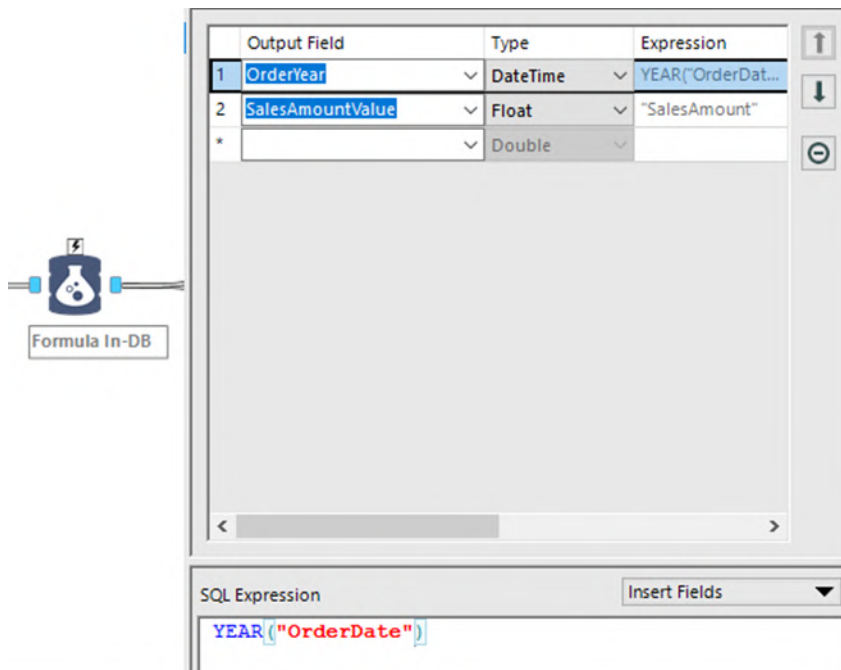 Output Field Type Expression
1 OrderYear DateTime YEAR("OrderDat...
2 SalesAmountValue Float "SalesAmount"
* Double
Formula In-DB
SQL Expression Insert Fields
YEAR("OrderDate")